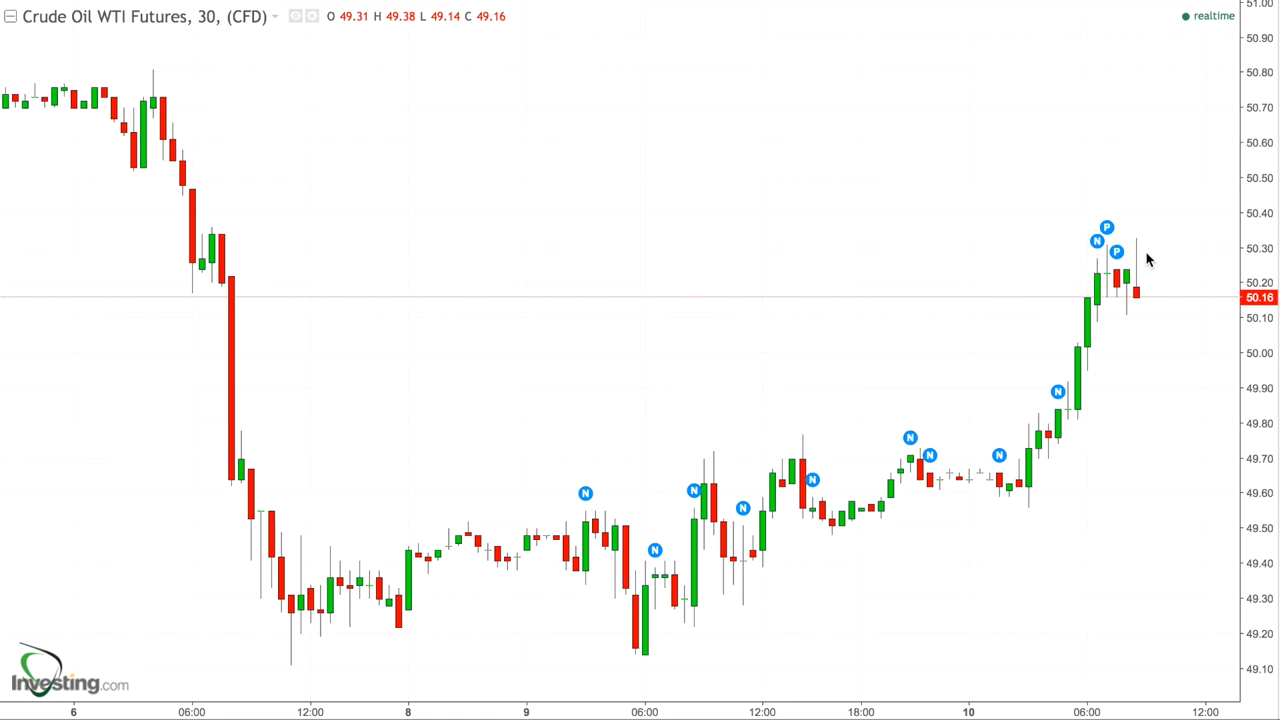 Crude Oil WTI Futures, 30, (CFD) O 49.31 H 49.38 L 49.14 C 49.16
realtime
51.00
50.90
50.80
50.70
50.60
50.50
50.40
50.30
50.20
50.16
50.10
50.00
49.90
49.80
49.70
49.60
49.50
49.40
49.30
49.20
49.10
P
N
P
N
N
N
N
N
N
N
N
N
N
Investing.com
6 06:00 12:00 8 9 06:00 12:00 18:00 10 06:00 12:00